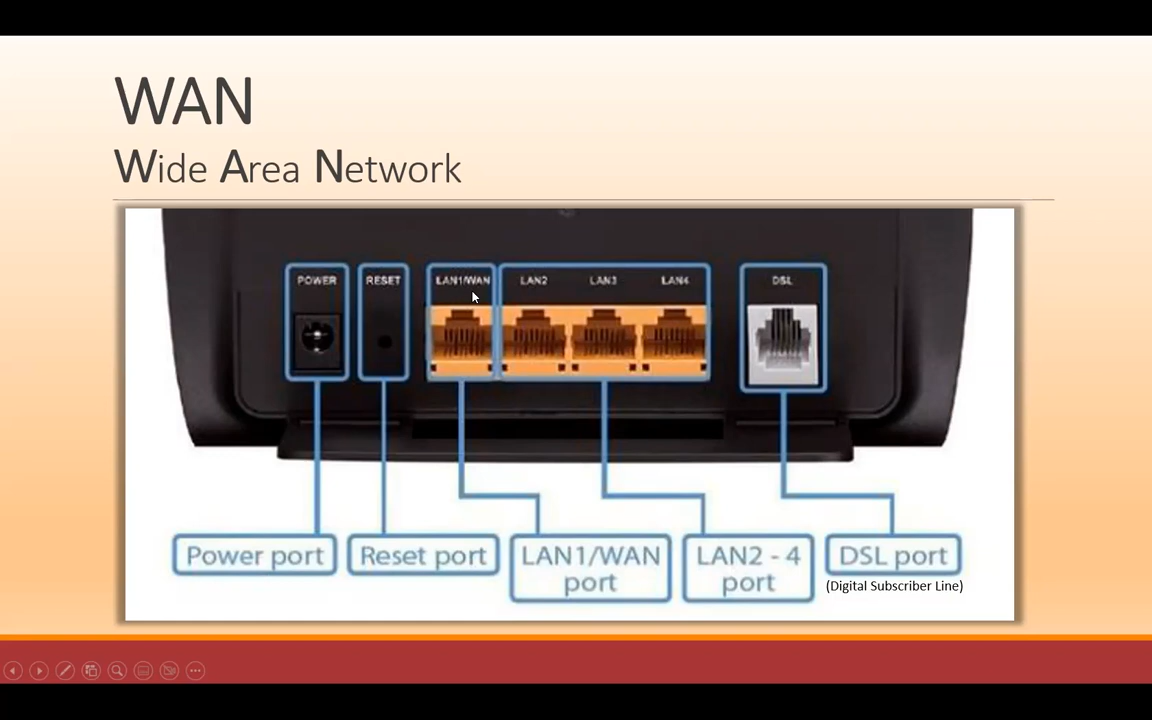 WAN
Wide Area Network
POWER RESET LAN1/WAN LAN2 LAN3 LAN4 DSL
Power port
Reset port
LAN1/WAN
port
LAN2 - 4
port
DSL port
(Digital Subscriber Line)